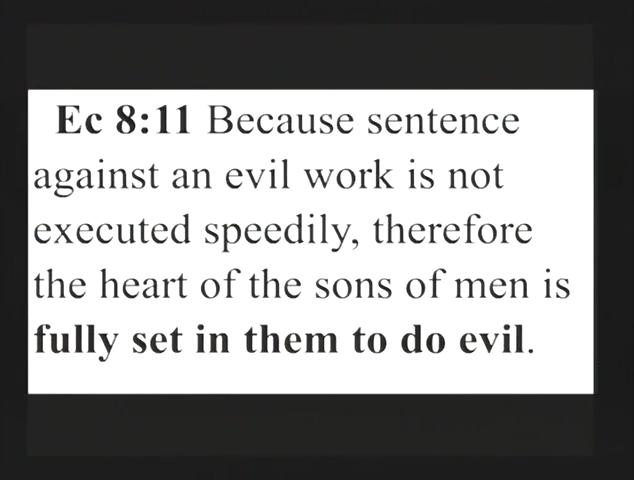 Ec 8:11 Because sentence
against an evil work is not
executed speedily, therefore
the heart of the sons of men is
fully set in them to do evil.